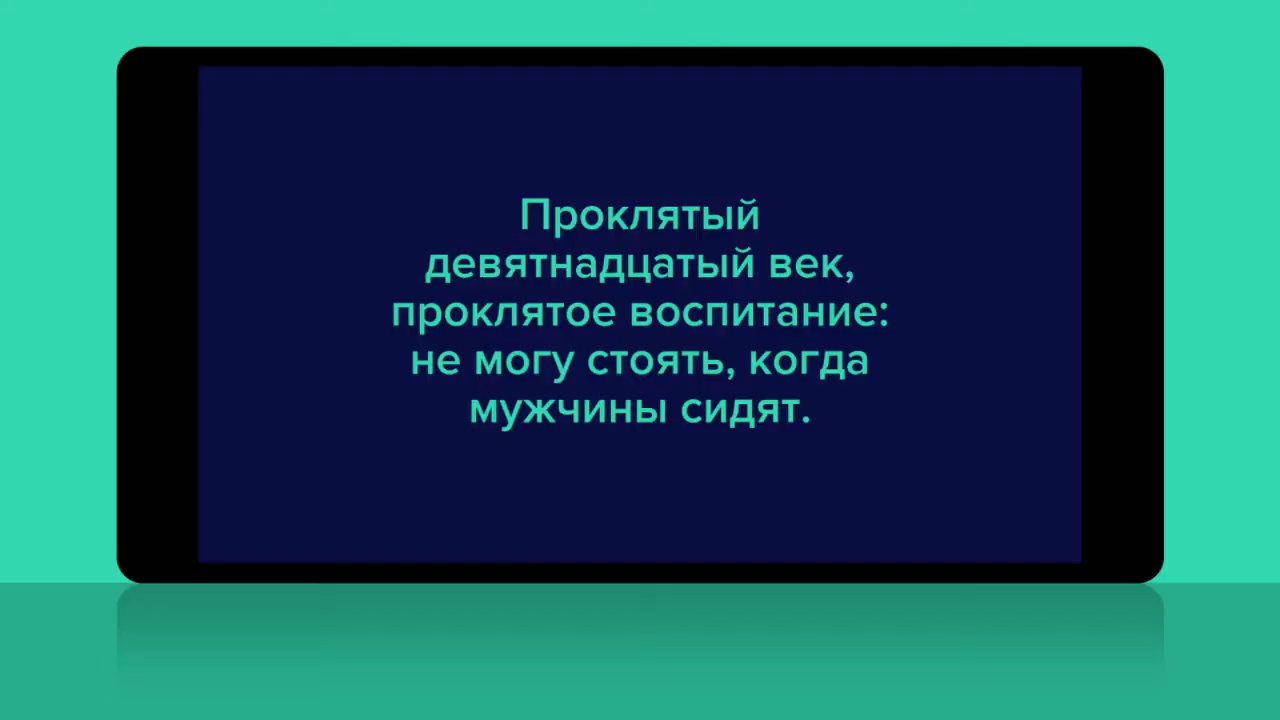 Проклятый
девятнадцатый век,
проклятое воспитание:
не могу стоять, когда
мужчины сидят.